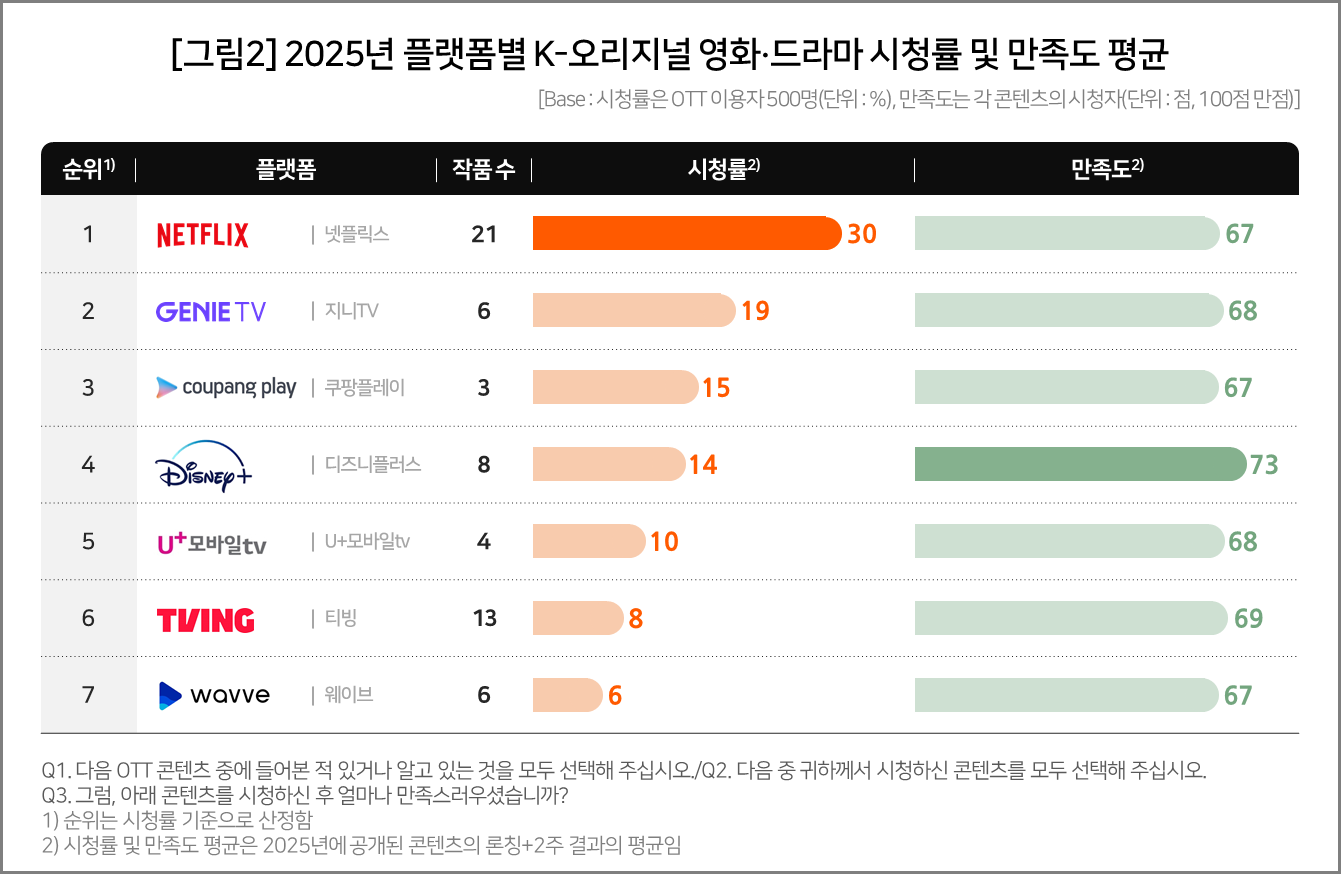 [그림2] 2025년 플랫폼별 K-오리지널 영화·드라마 시청률 및 만족도 평균
[Base : 시청률은 OTT 이용자 500명(단위 : %), 만족도는 각 콘텐츠의 시청자(단위 : 점, 100점 만점)]
순위1) 플랫폼 작품 수 시청률2) 만족도2)
1 NETFLIX | 넷플릭스 21 30 67
2 GENIE TV | 지니TV 6 19 68
3 coupang play | 쿠팡플레이 3 15 67
4 Disney+ | 디즈니플러스 8 14 73
5 U+모바일tv | U+모바일tv 4 10 68
6 TVING | 티빙 13 8 69
7 wavve | 웨이브 6 6 67
Q1. 다음 OTT 콘텐츠 중에 들어본 적 있거나 알고 있는 것을 모두 선택해 주십시오./Q2. 다음 중 귀하께서 시청하신 콘텐츠를 모두 선택해 주십시오.
Q3. 그럼, 아래 콘텐츠를 시청하신 후 얼마나 만족스러우셨습니까?
1) 순위는 시청률 기준으로 산정함
2) 시청률 및 만족도 평균은 2025년에 공개된 콘텐츠의 론칭+2주 결과의 평균임